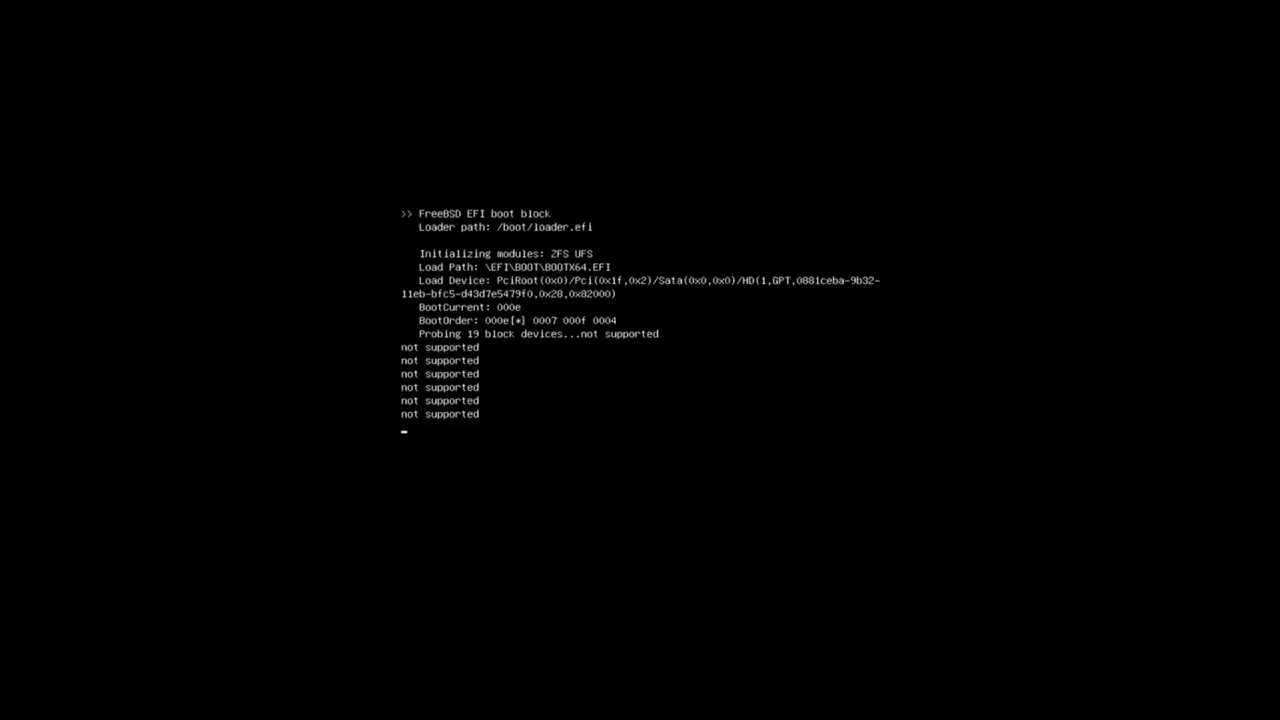 >> FreeBSD EFI boot block
Loader path: /boot/loader.efi
Initializing modules: ZFS UFS
Load Path: \EFI\BOOT\BOOTX64.EFI
Load Device: PciRoot(0x0)/Pci(0x1f,0x2)/Sata(0x0,0x0)/HD(1,GPT,0881ceba-9b32-
11eb-bfc5-d43d7e5479f0,0x28,0x82000)
BootCurrent: 000e
BootOrder: 000e[*] 0007 000f 0004
Probing 19 block devices...not supported
not supported
not supported
not supported
not supported
not supported
not supported